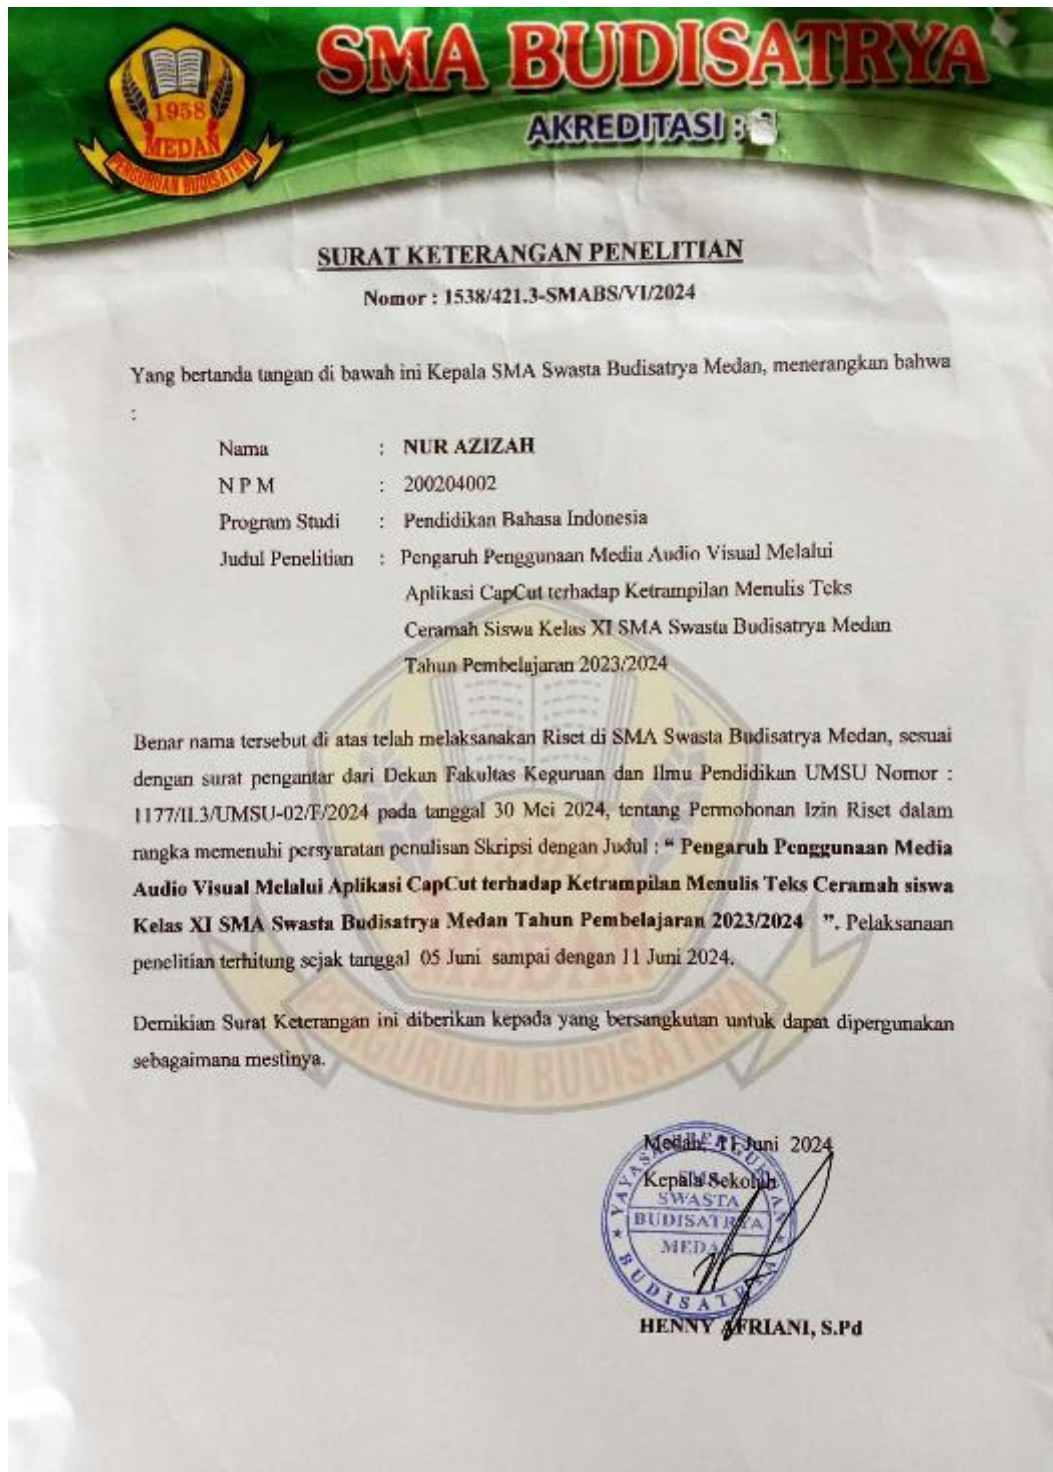 SMA BUDISATRYA
AKREDITASI :
1958
MEDAN
PERGURUAN BUDISATRYA
SURAT KETERANGAN PENELITIAN
Nomor : 1538/421.3-SMABS/VI/2024
Yang bertanda tangan di bawah ini Kepala SMA Swasta Budisatrya Medan, menerangkan bahwa
:
Nama : NUR AZIZAH
N P M : 200204002
Program Studi : Pendidikan Bahasa Indonesia
Judul Penelitian : Pengaruh Penggunaan Media Audio Visual Melalui
Aplikasi CapCut terhadap Ketrampilan Menulis Teks
Ceramah Siswa Kelas XI SMA Swasta Budisatrya Medan
Tahun Pembelajaran 2023/2024
Benar nama tersebut di atas telah melaksanakan Riset di SMA Swasta Budisatrya Medan, sesuai
dengan surat pengantar dari Dekan Fakultas Keguruan dan Ilmu Pendidikan UMSU Nomor :
1177/II.3/UMSU-02/F/2024 pada tanggal 30 Mei 2024, tentang Permohonan Izin Riset dalam
rangka memenuhi persyaratan penulisan Skripsi dengan Judul : “ Pengaruh Penggunaan Media
Audio Visual Melalui Aplikasi CapCut terhadap Ketrampilan Menulis Teks Ceramah siswa
Kelas XI SMA Swasta Budisatrya Medan Tahun Pembelajaran 2023/2024 ”. Pelaksanaan
penelitian terhitung sejak tanggal 05 Juni sampai dengan 11 Juni 2024.
Demikian Surat Keterangan ini diberikan kepada yang bersangkutan untuk dapat dipergunakan
sebagaimana mestinya.
MEDAN
PERGURUAN BUDISATRYA
Medan, 11 Juni 2024
Kepala Sekolah
YAYASAN PERGURUAN
SMA
SWASTA
BUDISATRYA
MEDAN
BUDISATRYA
HENNY AFRIANI, S.Pd